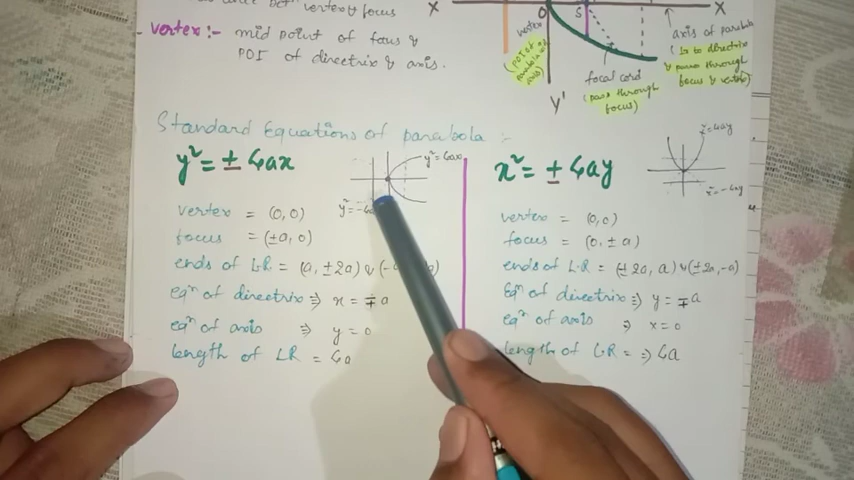 vertex & focus
- vertex :- mid point of focus &
POI of directrix & axis.
X
O
S
X
vertex
(POI of parabola & axis)
focal cord
(pass through focus)
axis of parabola
(⊥r to directrix
& passes through
focus & vertex)
Y'
Standard Equations of parabola :-
y² = ± 4ax
y² = 4ax
vertex = (0, 0)
focus = (±a, 0)
ends of L.R. = (a, ±2a) &
Eqⁿ of directrix ⇒ x = ∓a
eqⁿ of axis ⇒ y = 0
length of LR = 4a
x² = ± 4ay
x² = 4ay
x² = -4ay
vertex = (0, 0)
focus = (0, ±a)
ends of L.R = (±2a, a) & (±2a, -a)
Eqⁿ of directrix ⇒ y = ∓a
eqⁿ of axis ⇒ x = 0
length of L.R = ⇒ 4a